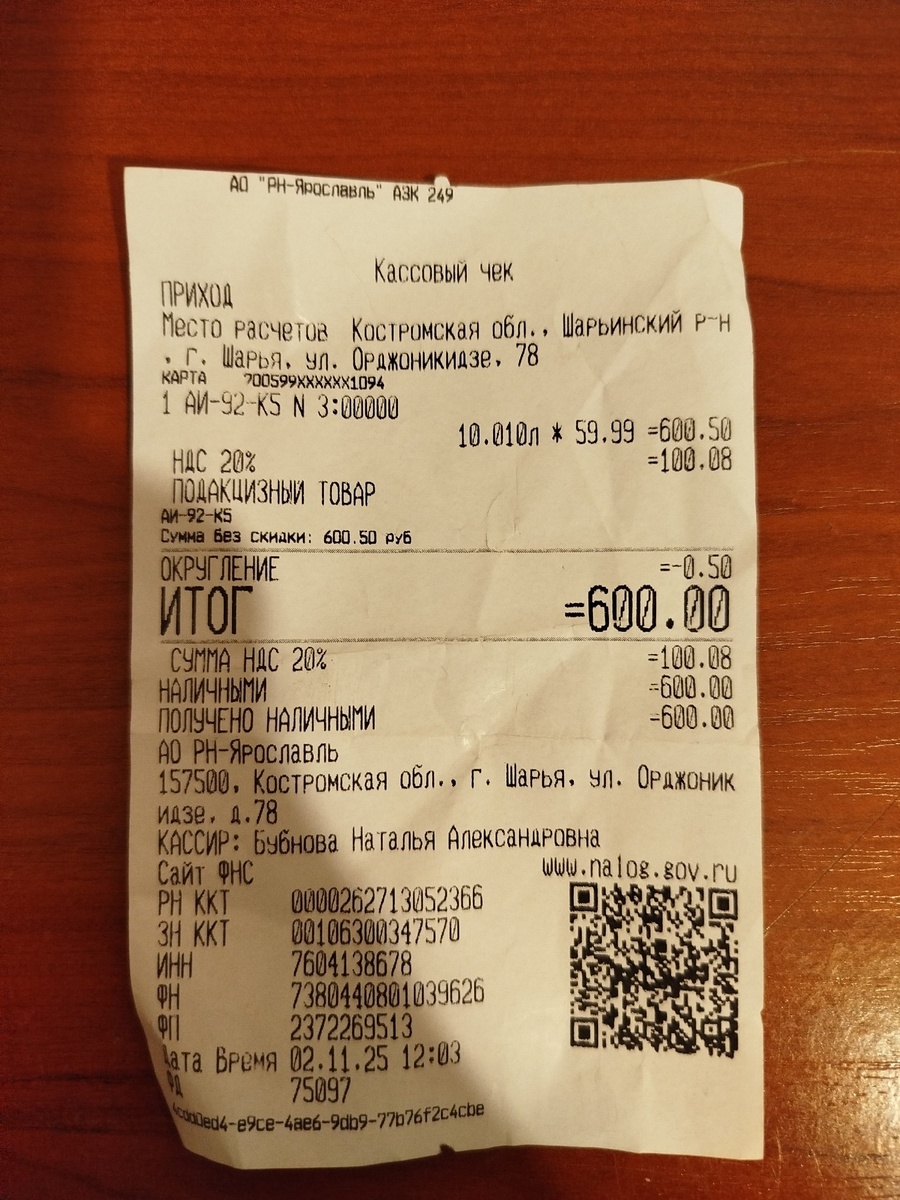 АО "РН-Ярославль" АЗК 249
Кассовый чек
ПРИХОД
Место расчетов Костромская обл., Шарьинский р-н
, г. Шарья, ул. Орджоникидзе, 78
КАРТА 700599XXXXXX1094
1 АИ-92-К5 N 3:00000
10.010л * 59.99 =600.50
НДС 20% =100.08
ПОДАКЦИЗНЫЙ ТОВАР
АИ-92-К5
Сумма без скидки: 600.50 руб
ОКРУГЛЕНИЕ =-0.50
ИТОГ =600.00
СУММА НДС 20% =100.08
НАЛИЧНЫМИ =600.00
ПОЛУЧЕНО НАЛИЧНЫМИ =600.00
АО РН-Ярославль
157500, Костромская обл., г. Шарья, ул. Орджоник
идзе, д.78
КАССИР: Бубнова Наталья Александровна
Сайт ФНС www.nalog.gov.ru
РН ККТ 0000262713052366
ЗН ККТ 00106300347570
ИНН 7604138678
ФН 7380440801039626
ФП 2372269513
Дата Время 02.11.25 12:03
ФД 75097
-e9ce-4ae6-9db9-77b76f2c4cbe